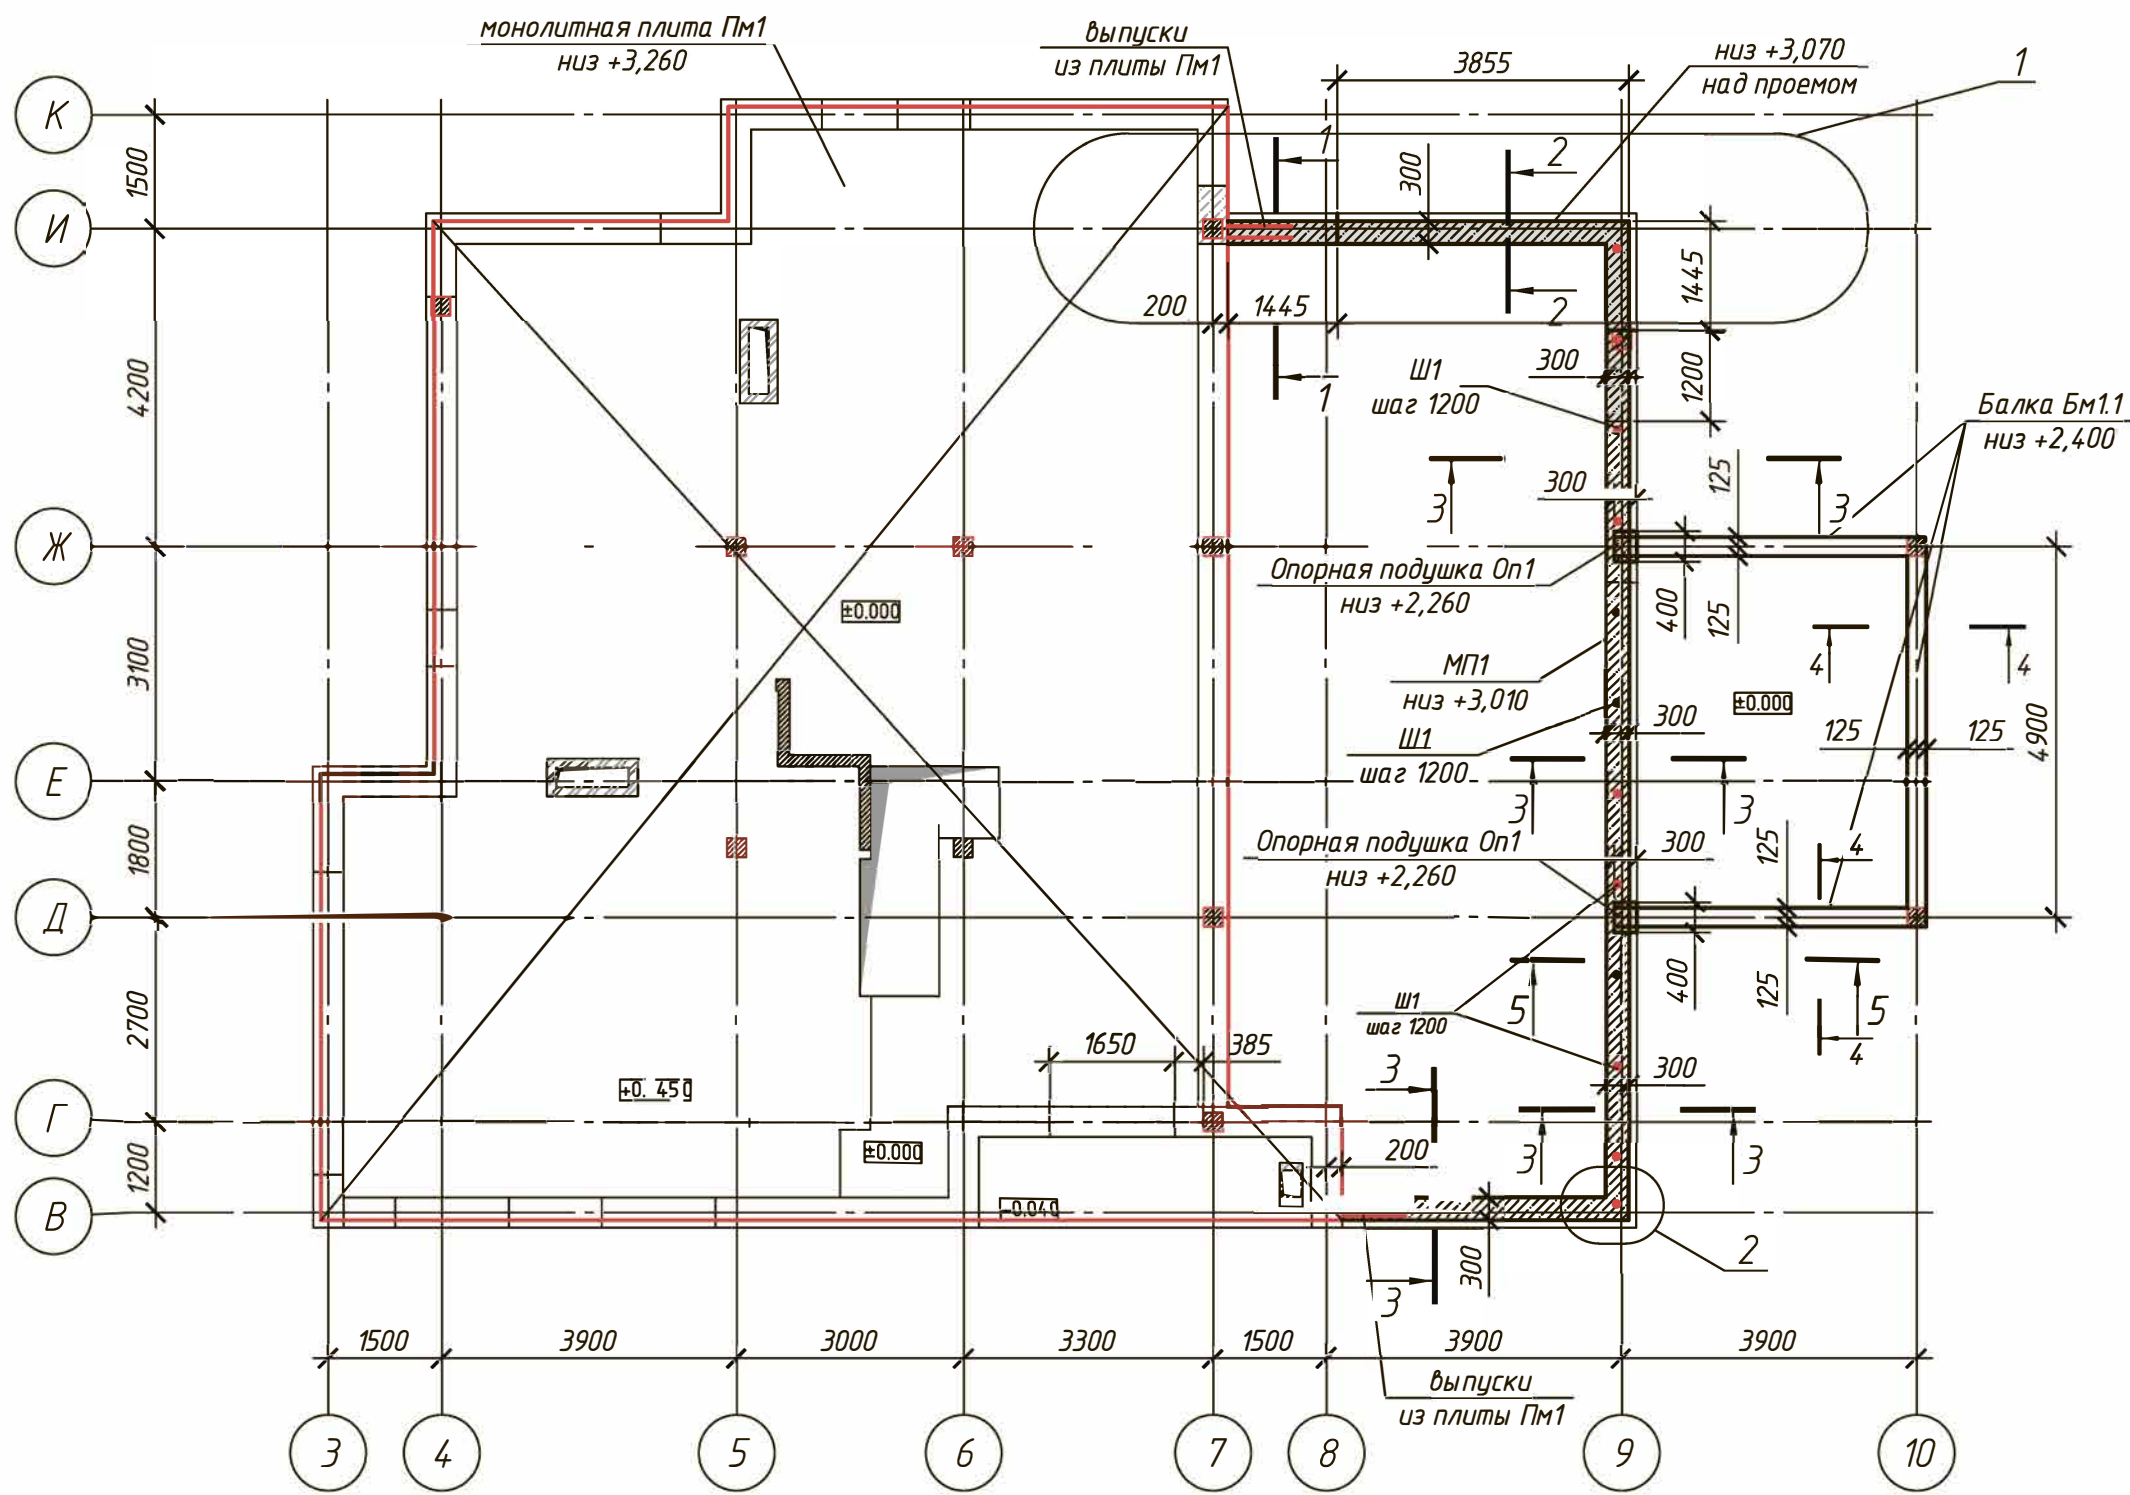 монолитная плита Пм1
низ +3,260
выпуски
из плиты Пм1
3855
низ +3,070
над проемом
1
К
1500
И
4200
Ж
3100
Е
1800
Д
2700
Г
1200
В
1
300
2
2
200
1445
1
1445
1200
300
Ш1
шаг 1200
Балка Бм1.1
низ +2,400
3
300
125
3
Опорная подушка Оп1
низ +2,260
400
125
±0.000
МП1
низ +3,010
4
4
Ш1
шаг 1200
300
±0.000
125
125
4900
3
3
Опорная подушка Оп1
низ +2,260
300
125
4
400
125
5
5
4
Ш1
шаг 1200
1650
385
300
+0. 450
±0.000
-0.040
3
200
3
3
3
300
2
1500
3900
3000
3300
1500
3900
3900
выпуски
из плиты Пм1
3
4
5
6
7
8
9
10